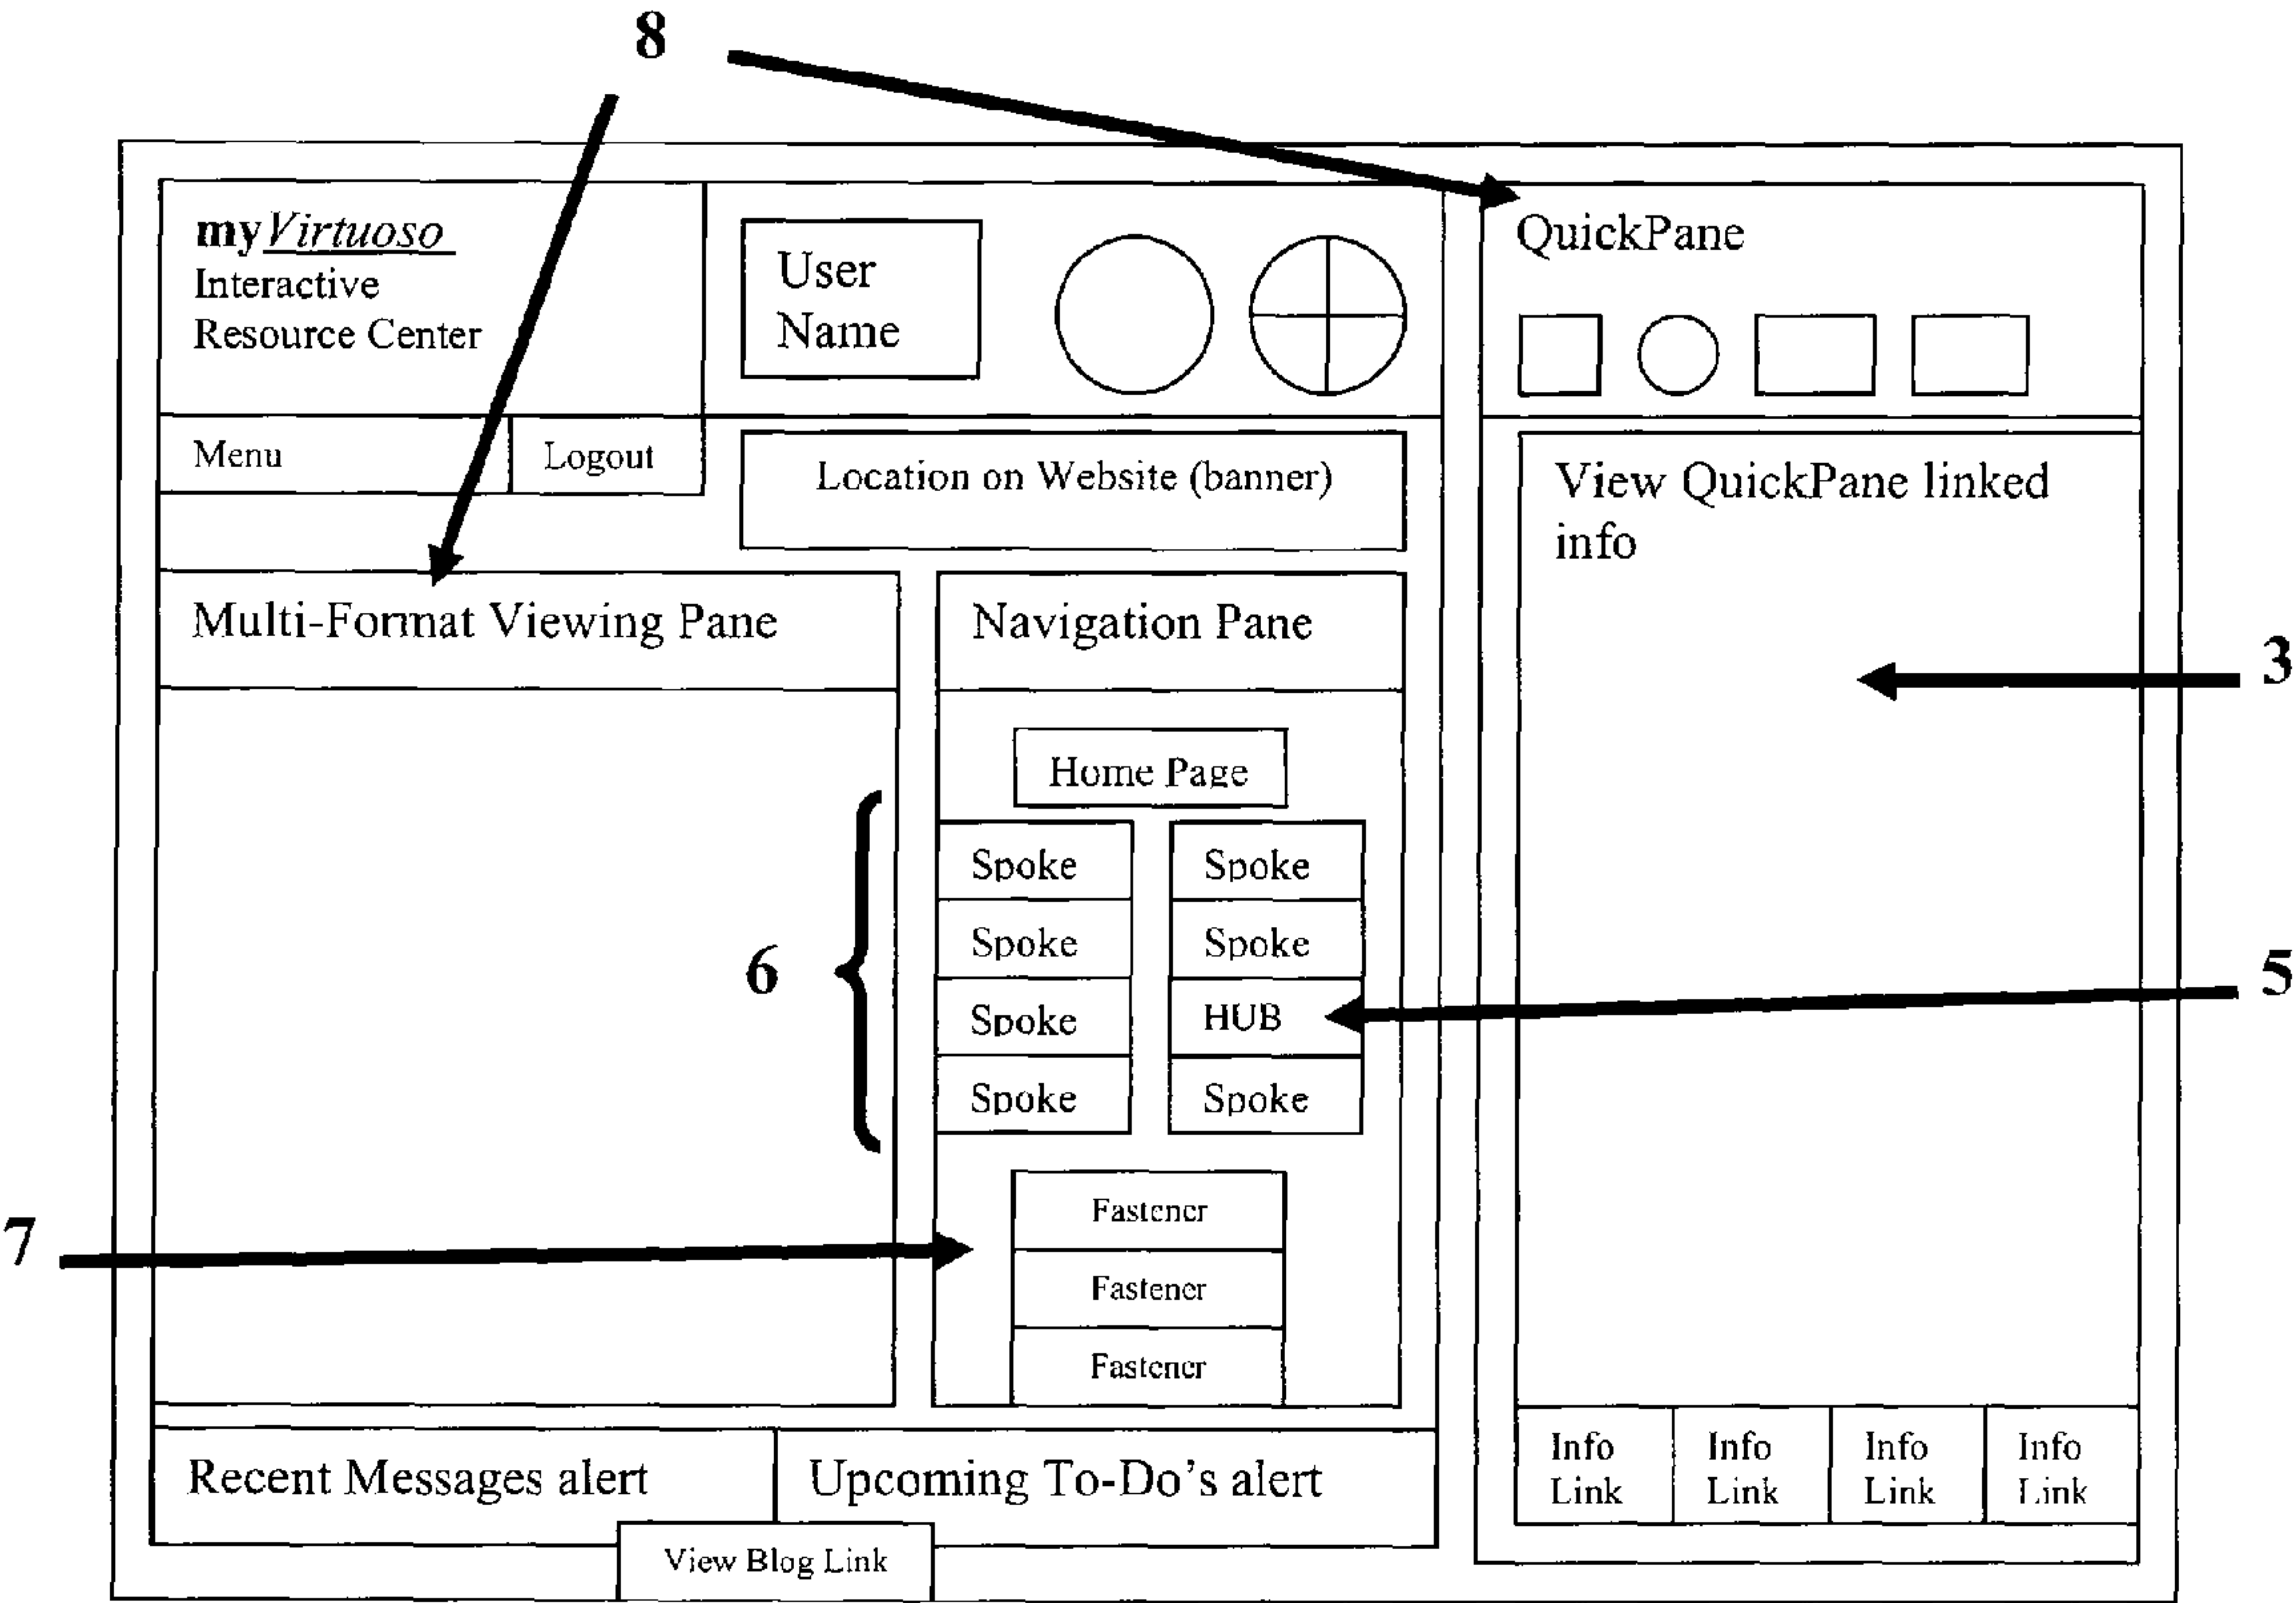 8
myVirtuoso
Interactive
Resource Center
User
Name
QuickPane
Menu
Logout
Location on Website (banner)
View QuickPane linked
info
Multi-Format Viewing Pane
Navigation Pane
3
Home Page
Spoke
Spoke
Spoke
Spoke
6
5
Spoke
HUB
Spoke
Spoke
7
Fastener
Fastener
Fastener
Recent Messages alert
Upcoming To-Do's alert
Info
Link
Info
Link
Info
Link
Info
Link
View Blog Link